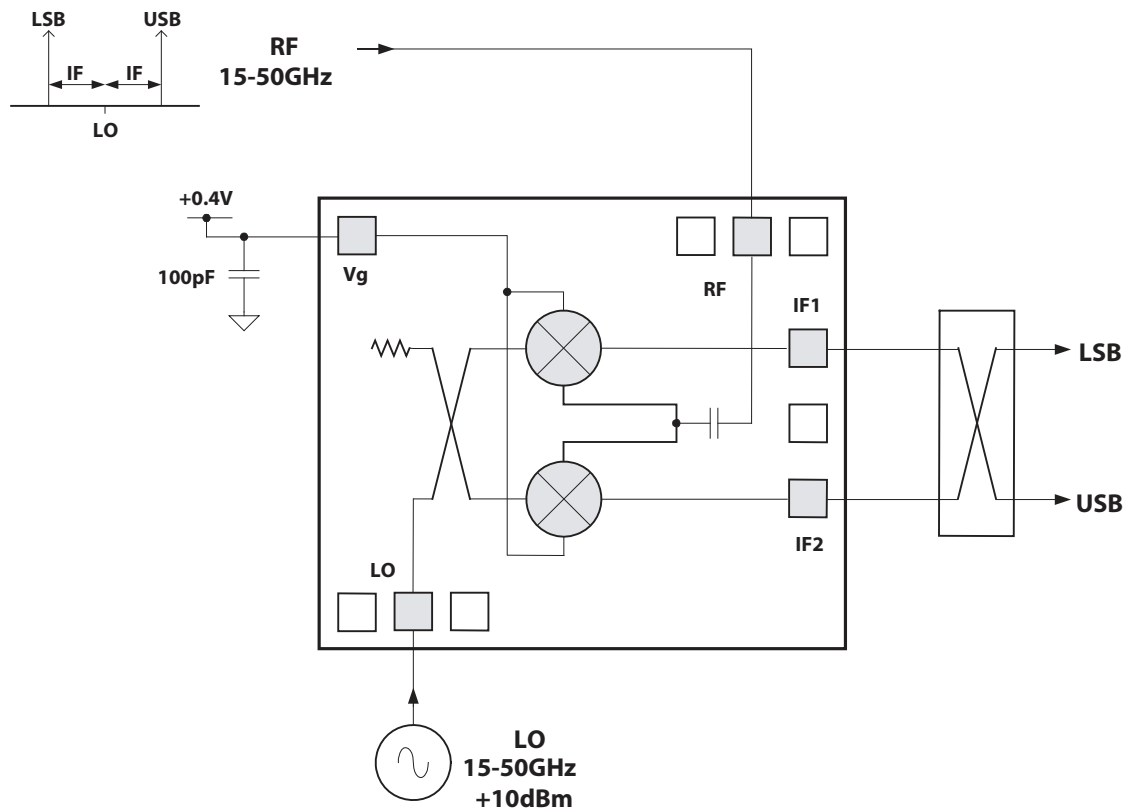 LSB
USB
IF
IF
LO
RF
15-50GHz
+0.4V
100pF
Vg
RF
IF1
LSB
USB
IF2
LO
LO
15-50GHz
+10dBm